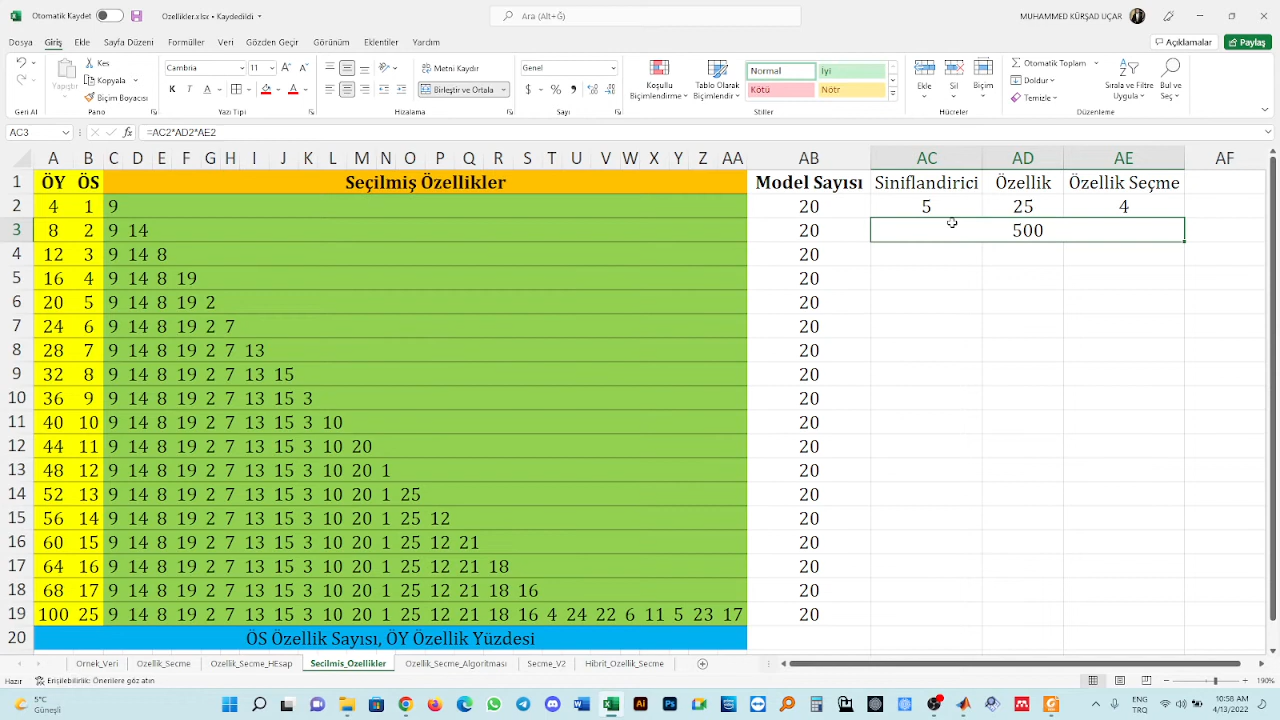 Otomatik Kaydet
Özellikler.xlsx • Kaydedildi
Ara (Alt+Ğ)
MUHAMMED KÜRŞAD UÇAR
Dosya Giriş Ekle Sayfa Düzeni Formüller Veri Gözden Geçir Görünüm Eklentiler Yardım
Açıklamalar Paylaş
Yapıştır
Kes
Kopyala
Biçim Boyacısı
Cambria 11
Metni Kaydır
Birleştir ve Ortala
Genel
Koşullu Biçimlendirme
Tablo Olarak Biçimlendir
Normal İyi
Kötü Nötr
Ekle Sil Biçim
Otomatik Toplam
Doldur
Temizle
Sırala ve Filtre Uygula
Bul ve Seç
Geri Al Pano Yazı Tipi Hizalama Sayı Stiller Hücreler Düzenleme
AC3 =AC2*AD2*AE2
A B C D E F G H I J K L M N O P Q R S T U V W X Y Z AA AB AC AD AE AF
1 ÖY ÖS Seçilmiş Özellikler Model Sayısı Siniflandirici Özellik Özellik Seçme
2 4 1 9 20 5 25 4
3 8 2 9 14 20 500
4 12 3 9 14 8 20
5 16 4 9 14 8 19 20
6 20 5 9 14 8 19 2 20
7 24 6 9 14 8 19 2 7 20
8 28 7 9 14 8 19 2 7 13 20
9 32 8 9 14 8 19 2 7 13 15 20
10 36 9 9 14 8 19 2 7 13 15 3 20
11 40 10 9 14 8 19 2 7 13 15 3 10 20
12 44 11 9 14 8 19 2 7 13 15 3 10 20 20
13 48 12 9 14 8 19 2 7 13 15 3 10 20 1 20
14 52 13 9 14 8 19 2 7 13 15 3 10 20 1 25 20
15 56 14 9 14 8 19 2 7 13 15 3 10 20 1 25 12 20
16 60 15 9 14 8 19 2 7 13 15 3 10 20 1 25 12 21 20
17 64 16 9 14 8 19 2 7 13 15 3 10 20 1 25 12 21 18 20
18 68 17 9 14 8 19 2 7 13 15 3 10 20 1 25 12 21 18 16 20
19 100 25 9 14 8 19 2 7 13 15 3 10 20 1 25 12 21 18 16 4 24 22 6 11 5 23 17 20
20 ÖS Özellik Sayısı, ÖY Özellik Yüzdesi
Ornek_Veri Ozellik_Secme Ozellik_Secme_HEsap Secilmis_Ozellikler Ozellik_Secme_Algoritması Secme_V2 Hibrit_Ozellik_Secme
Hazır Erişilebilirlik: Önerilere göz atın 190%
5°C
Güneşli
ENG
TRQ
10:58 AM
13/02/2023